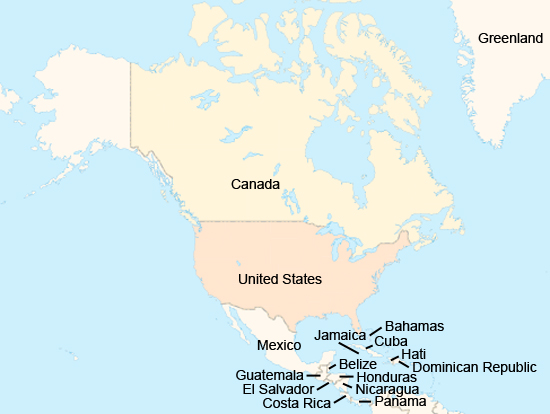 Greenland
Canada
United States
Mexico
Bahamas
Jamaica
Cuba
Hati
Dominican Republic
Belize
Guatemala
Honduras
El Salvador
Nicaragua
Costa Rica
Panama